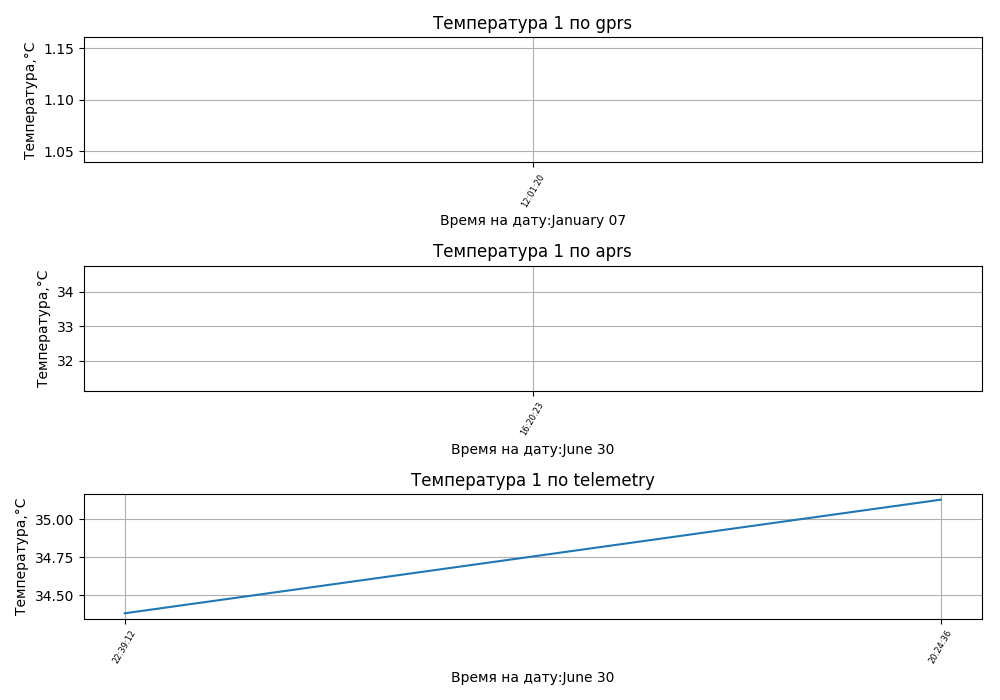 Температура 1 по gprs
Температура,°C
1.15
1.10
1.05
12:01:20
Время на дату:January 07
Температура 1 по aprs
Температура,°C
34
33
32
16:20:23
Время на дату:June 30
Температура 1 по telemetry
Температура,°C
35.00
34.75
34.50
22:39:12 20:24:36
Время на дату:June 30